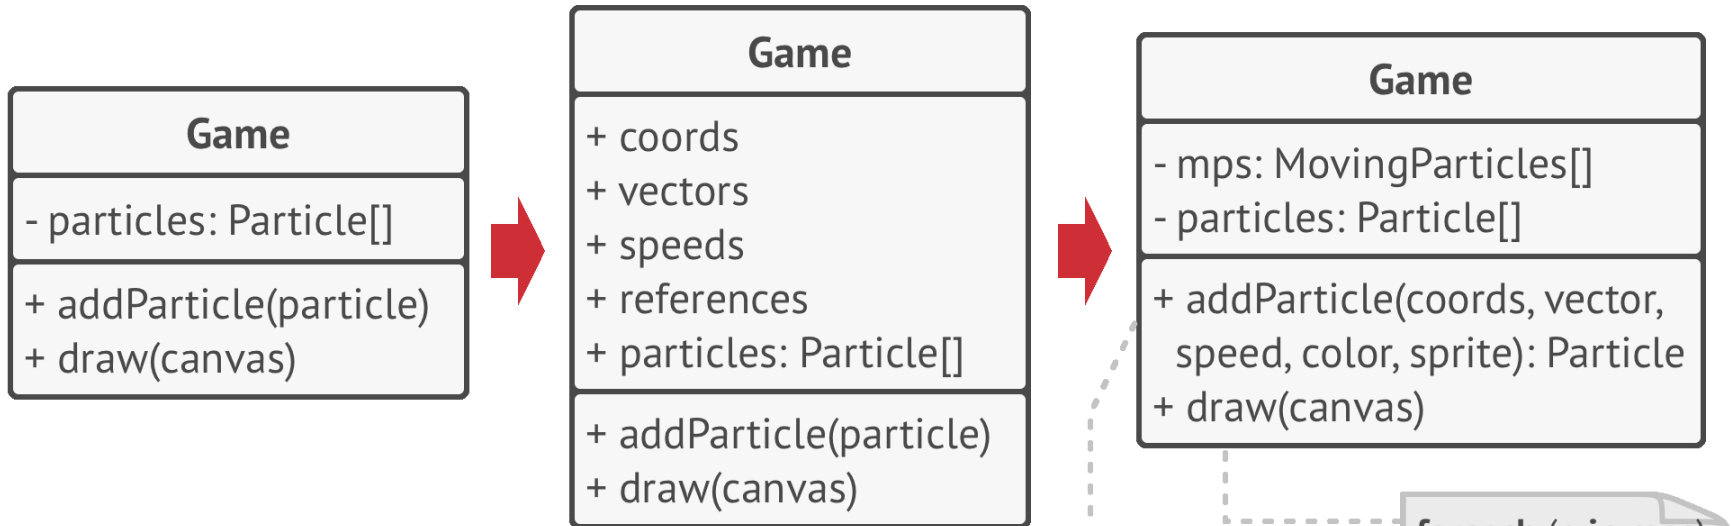 Game
- particles: Particle[]
+ addParticle(particle)
+ draw(canvas)
Game
+ coords
+ vectors
+ speeds
+ references
+ particles: Particle[]
+ addParticle(particle)
+ draw(canvas)
Game
- mps: MovingParticles[]
- particles: Particle[]
+ addParticle(coords, vector,
speed, color, sprite): Particle
+ draw(canvas)